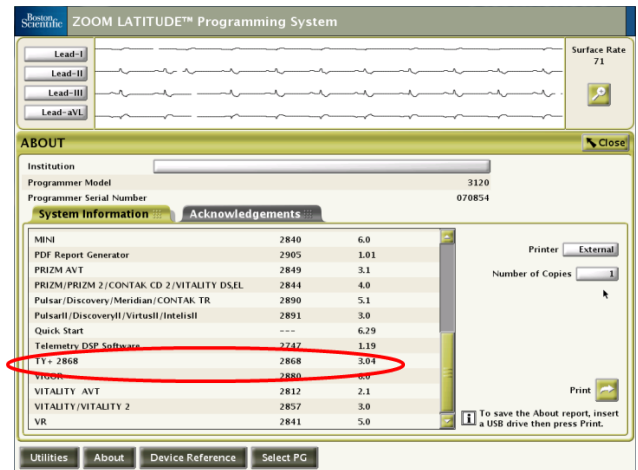 Boston Scientific ZOOM LATITUDE™ Programming System
Lead-I
Lead-II
Lead-III
Lead-aVL
Surface Rate
71
ABOUT
Close
Institution
Programmer Model 3120
Programmer Serial Number 070854
System Information Acknowledgements
MINI 2840 6.0
PDF Report Generator 2905 1.01
PRIZM AVT 2849 3.1
PRIZM/PRIZM 2/CONTAK CD 2/VITALITY DS,EL 2844 4.0
Pulsar/Discovery/Meridian/CONTAK TR 2890 5.1
PulsarII/DiscoveryII/VirtusII/IntelisII 2891 3.0
Quick Start --- 6.29
Telemetry DSP Software 2747 1.19
TY+ 2868 2868 3.04
VIGOR 2880 6.0
VITALITY AVT 2812 2.1
VITALITY/VITALITY 2 2857 3.0
VR 2841 5.0
Printer External
Number of Copies 1
Print
i To save the About report, insert
a USB drive then press Print.
Utilities About Device Reference Select PG